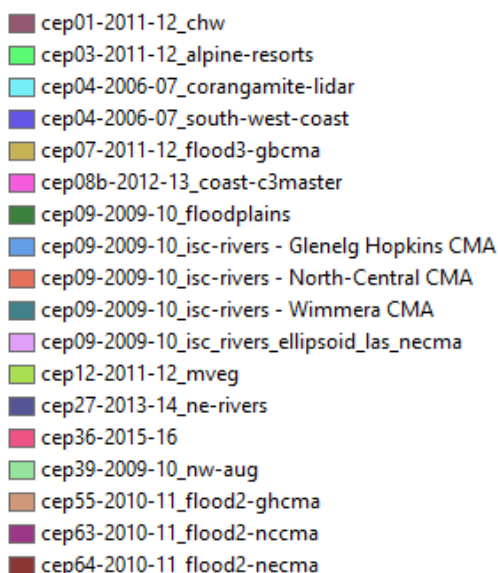 cep01-2011-12_chw
cep03-2011-12_alpine-resorts
cep04-2006-07_corangamite-lidar
cep04-2006-07_south-west-coast
cep07-2011-12_flood3-gbcma
cep08b-2012-13_coast-c3master
cep09-2009-10_floodplains
cep09-2009-10_isc-rivers - Glenelg Hopkins CMA
cep09-2009-10_isc-rivers - North-Central CMA
cep09-2009-10_isc-rivers - Wimmera CMA
cep09-2009-10_isc_rivers_ellipsoid_las_necma
cep12-2011-12_mveg
cep27-2013-14_ne-rivers
cep36-2015-16
cep39-2009-10_nw-aug
cep55-2010-11_flood2-ghcma
cep63-2010-11_flood2-nccma
cep64-2010-11_flood2-necma